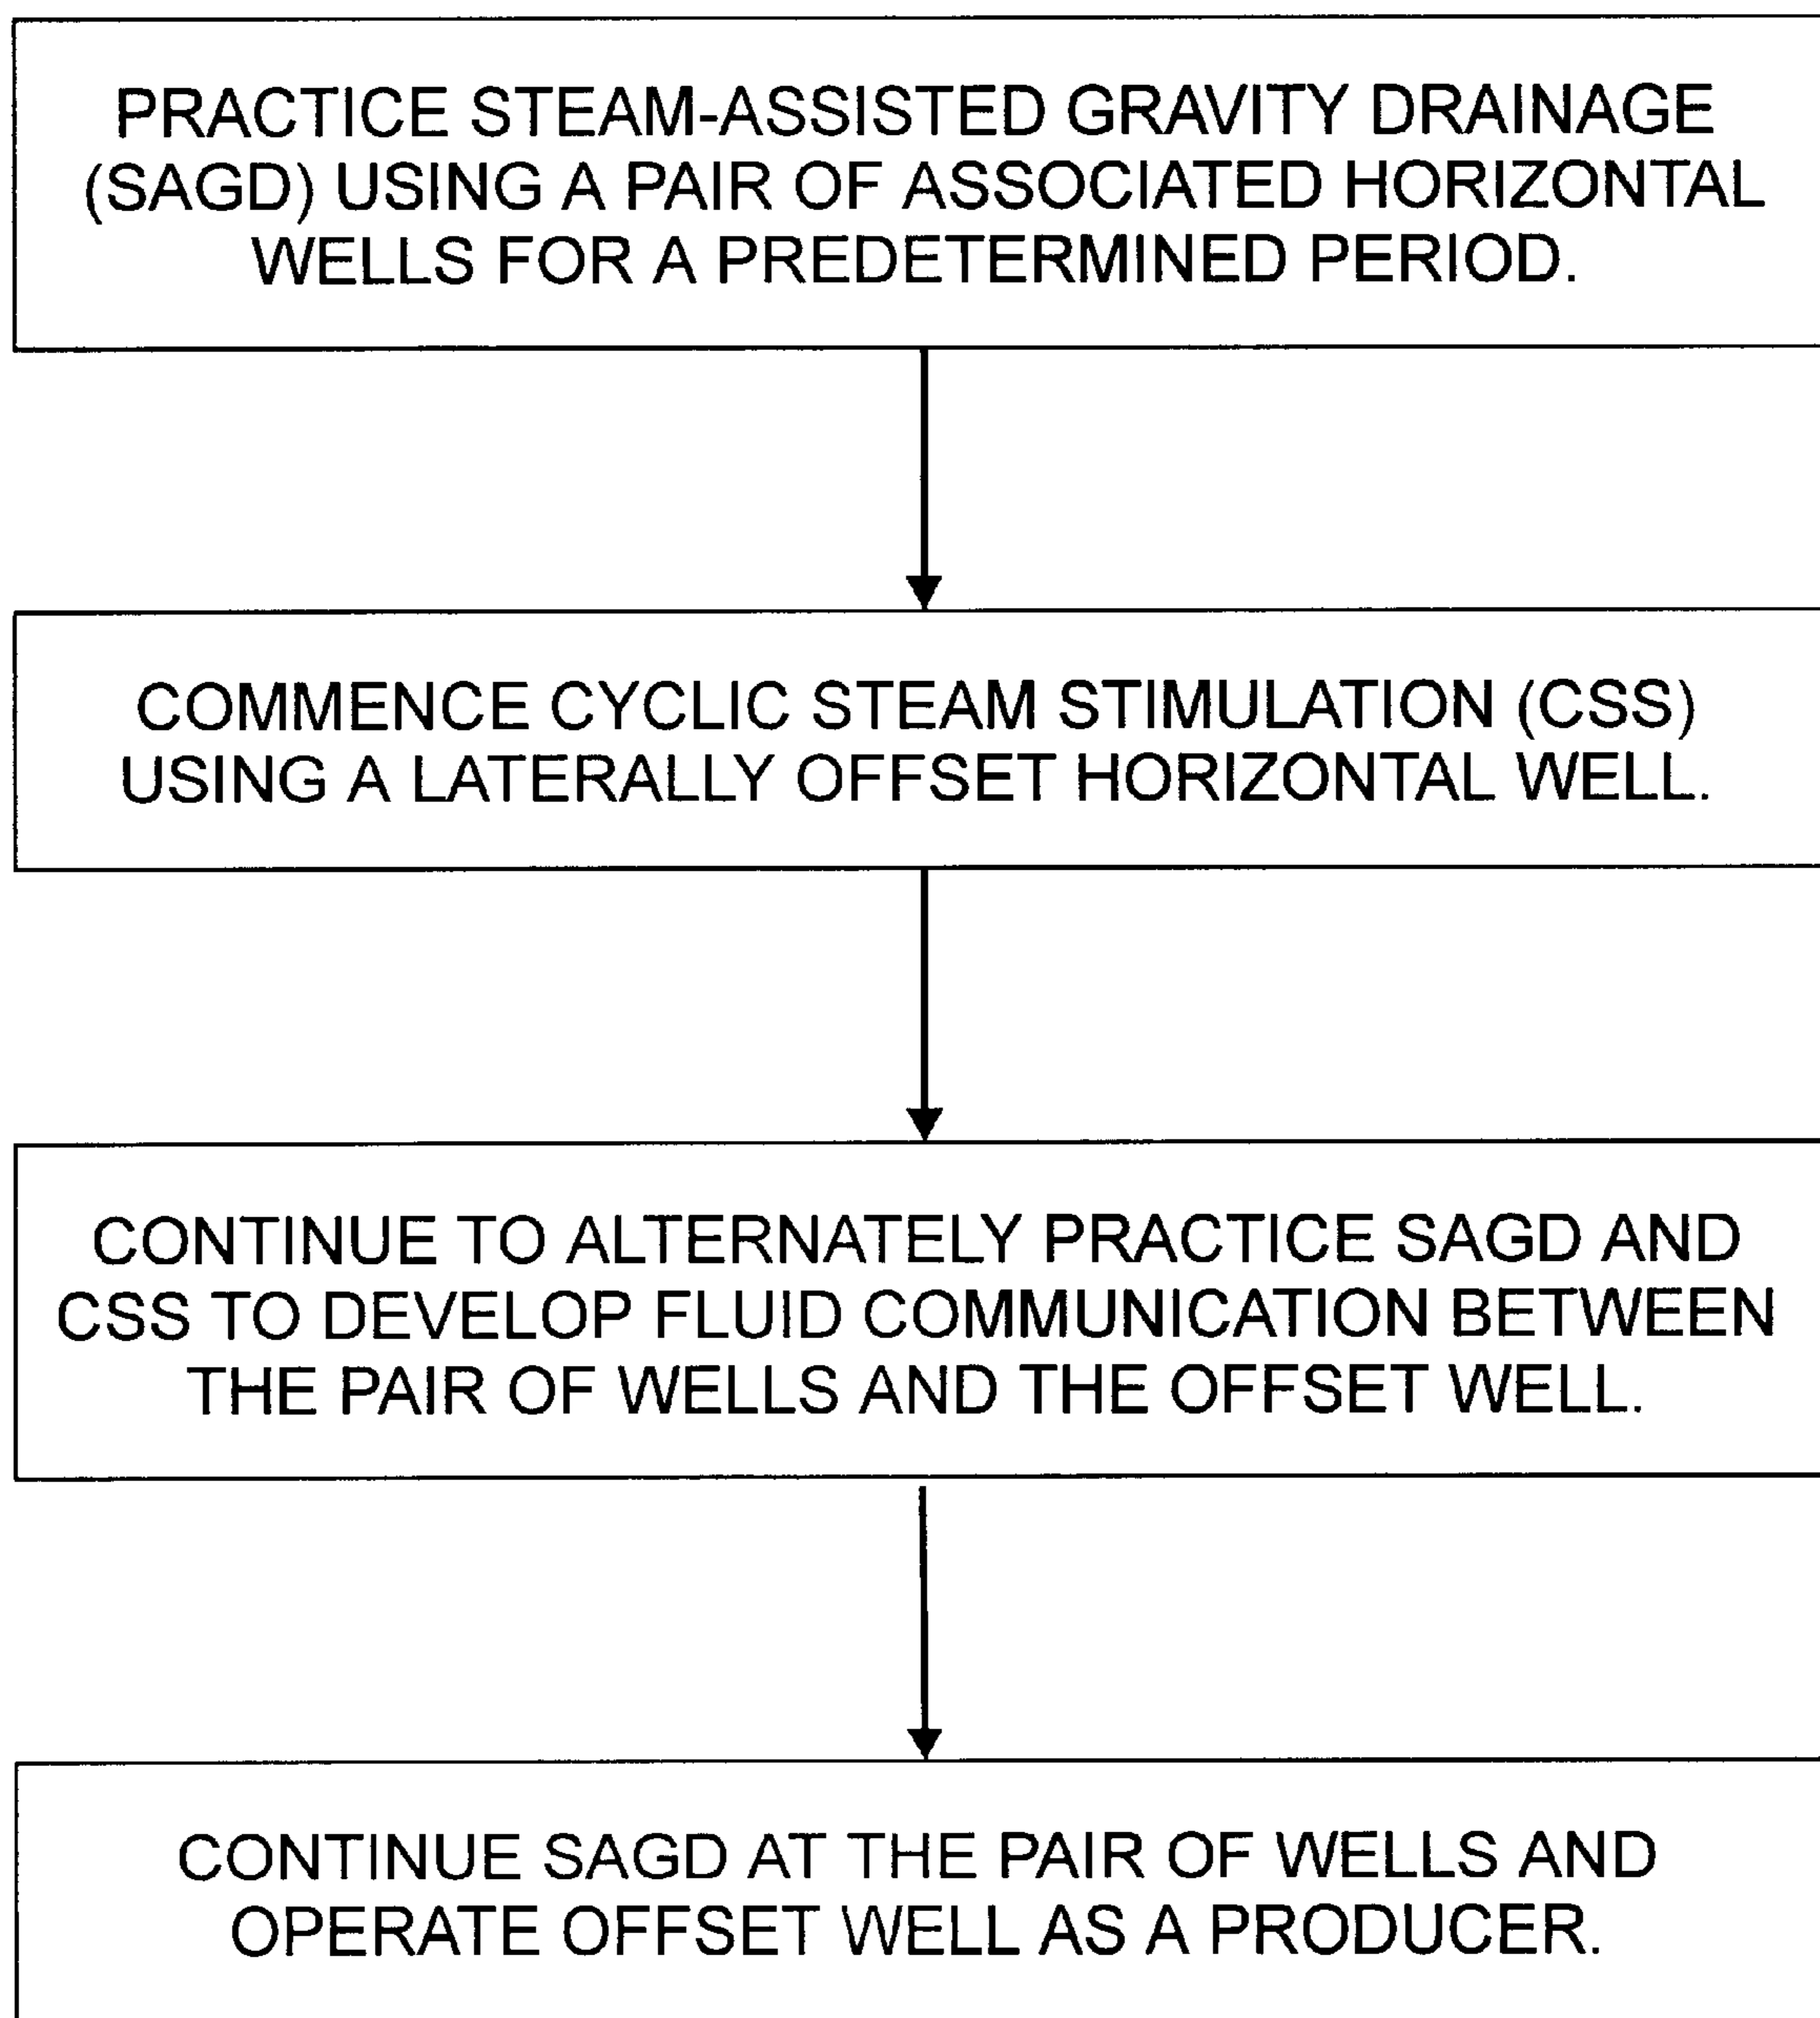 PRACTICE STEAM-ASSISTED GRAVITY DRAINAGE
(SAGD) USING A PAIR OF ASSOCIATED HORIZONTAL
WELLS FOR A PREDETERMINED PERIOD.
COMMENCE CYCLIC STEAM STIMULATION (CSS)
USING A LATERALLY OFFSET HORIZONTAL WELL.
CONTINUE TO ALTERNATELY PRACTICE SAGD AND
CSS TO DEVELOP FLUID COMMUNICATION BETWEEN
THE PAIR OF WELLS AND THE OFFSET WELL.
CONTINUE SAGD AT THE PAIR OF WELLS AND
OPERATE OFFSET WELL AS A PRODUCER.